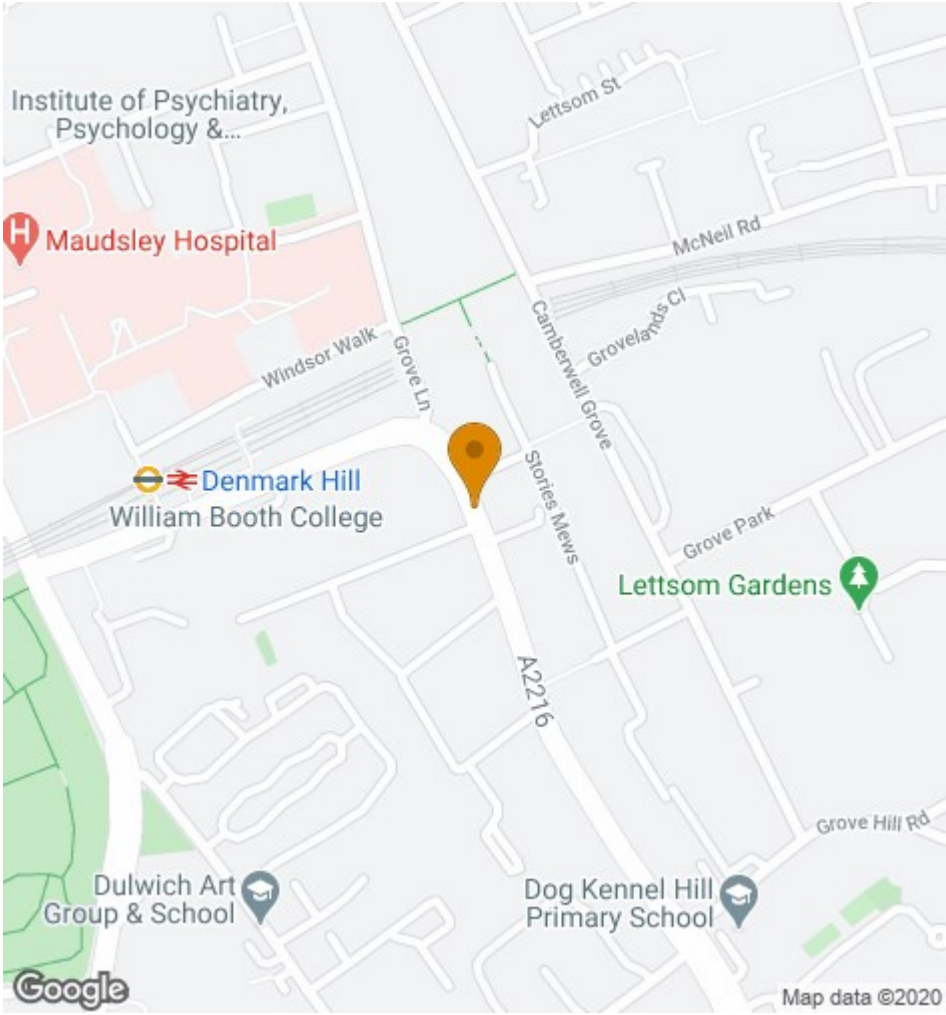 Lettsom St
Institute of Psychiatry,
Psychology &...
H
Maudsley Hospital
McNeil Rd
Windsor Walk
Grove Ln
Camberwell Grove
Grovelands Cl
Denmark Hill
William Booth College
Stories Mews
Grove Park
Lettsom Gardens
A2216
Grove Hill Rd
Dulwich Art
Group & School
Dog Kennel Hill
Primary School
Google
Map data ©2020